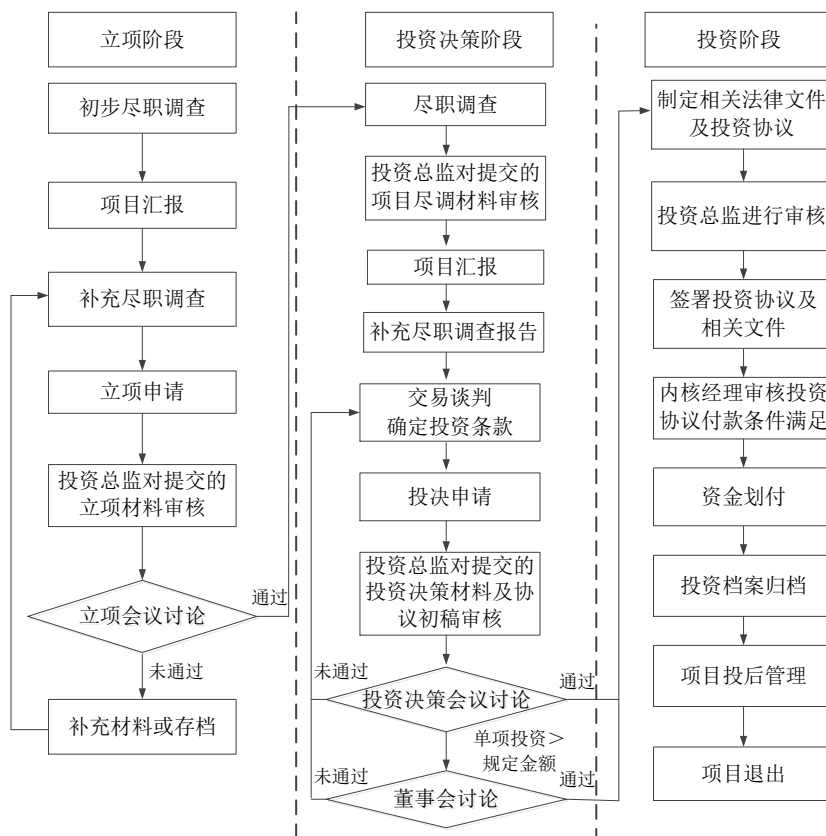 立项阶段
初步尽职调查
项目汇报
补充尽职调查
立项申请
投资总监对提交的
立项材料审核
立项会议讨论
通过
未通过
补充材料或存档
投资决策阶段
尽职调查
投资总监对提交的
项目尽调材料审核
项目汇报
补充尽职调查报告
交易谈判
确定投资条款
投决申请
投资总监对提交的
投资决策材料及协
议初稿审核
未通过
投资决策会议讨论
通过
单项投资＞
规定金额
未通过
董事会讨论
通过
投资阶段
制定相关法律文件
及投资协议
投资总监进行审核
签署投资协议及
相关文件
内核经理审核投资
协议付款条件满足
资金划付
投资档案归档
项目投后管理
项目退出